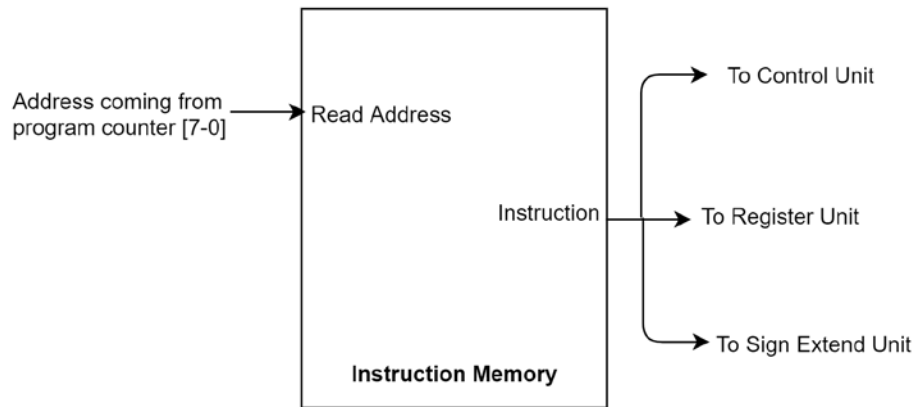 To Control Unit
Address coming from
program counter [7-0]
Read Address
Instruction
To Register Unit
To Sign Extend Unit
Instruction Memory